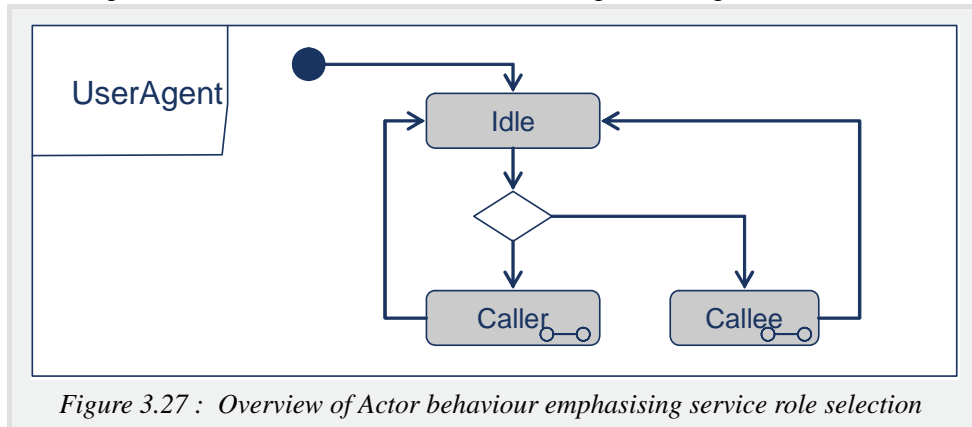 UserAgent
Idle
Caller
Callee
Figure 3.27 : Overview of Actor behaviour emphasising service role selection